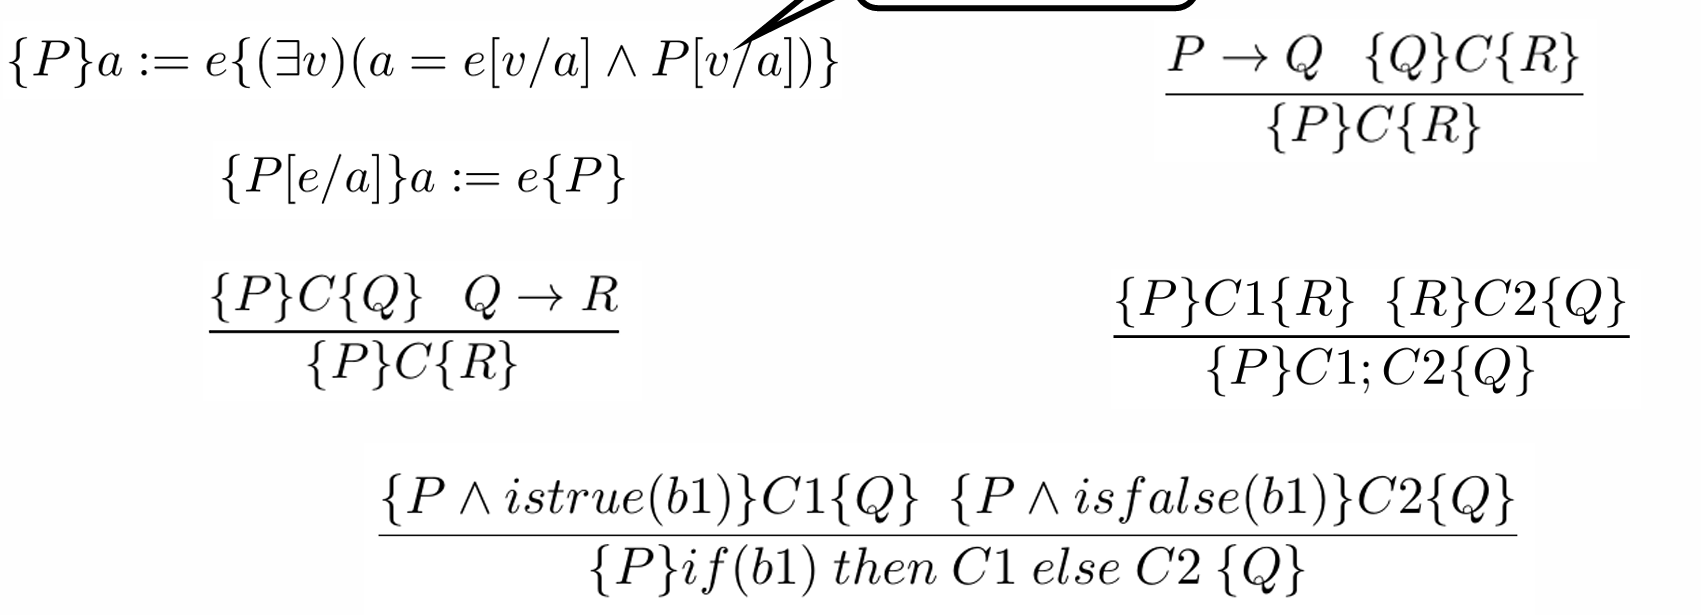 {P}a := e{(∃v)(a = e[v/a] ∧ P[v/a])}
P → Q {Q}C{R}
{P}C{R}
{P[e/a]}a := e{P}
{P}C{Q} Q → R
{P}C{R}
{P}C1{R} {R}C2{Q}
{P}C1; C2{Q}
{P ∧ istrue(b1)}C1{Q} {P ∧ isfalse(b1)}C2{Q}
{P}if(b1) then C1 else C2 {Q}